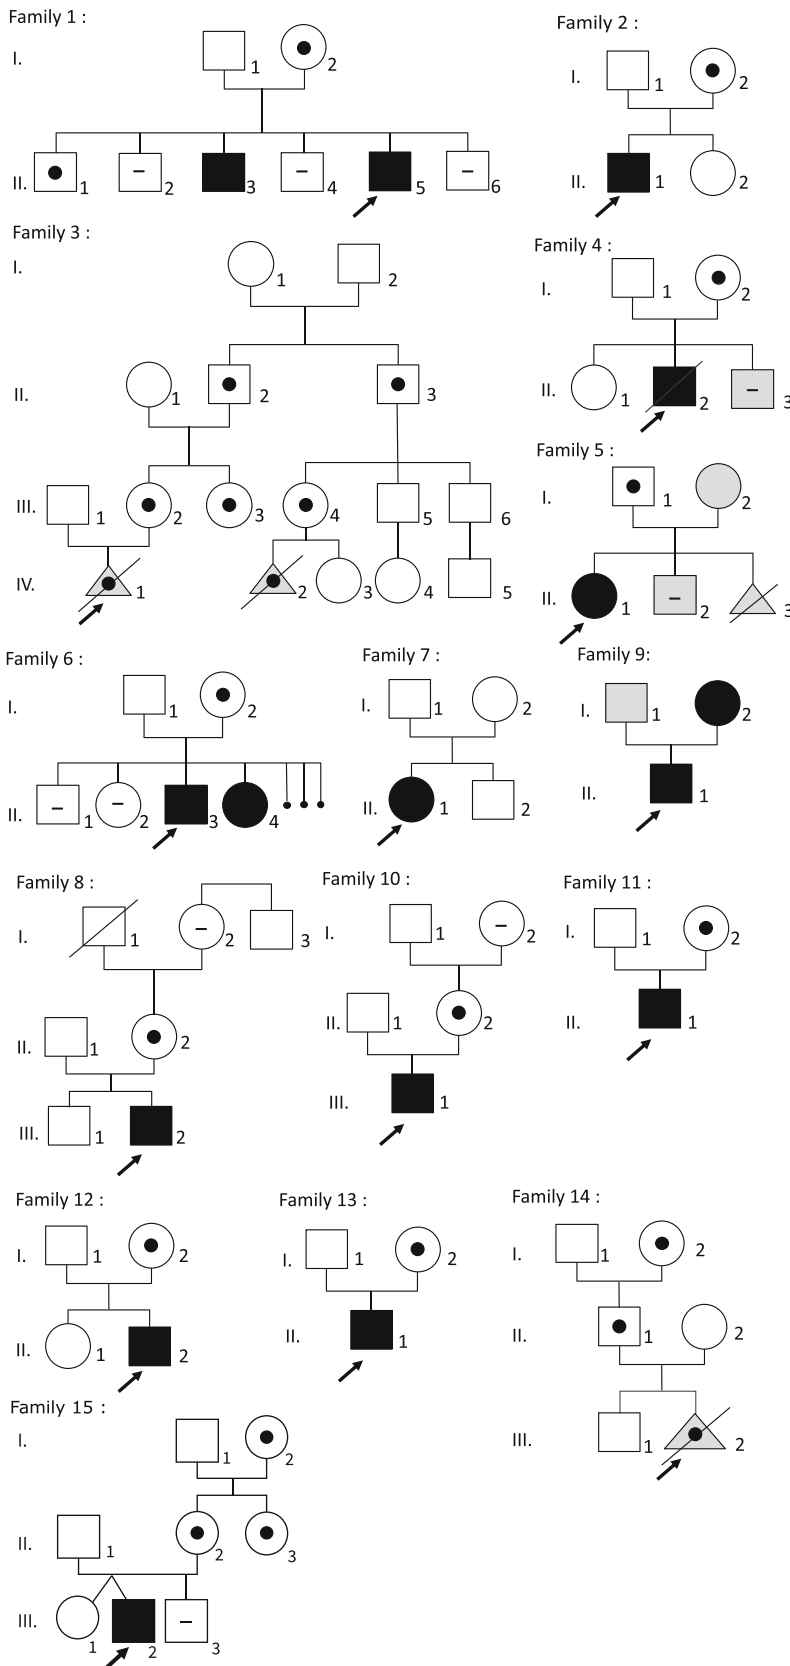 Family 1 :
I. 1 2
II. 1 2 3 4 5 6
Family 2 :
I. 1 2
II. 1 2
Family 3 :
I. 1 2
II. 1 2 3
III. 1 2 3 4 5 6
IV. 1 2 3 4 5
Family 4 :
I. 1 2
II. 1 2 3
Family 5 :
I. 1 2
II. 1 2 3
Family 6 :
I. 1 2
II. 1 2 3 4
Family 7 :
I. 1 2
II. 1 2
Family 9:
I. 1 2
II. 1
Family 8 :
I. 1 2 3
II. 1 2
III. 1 2
Family 10 :
I. 1 2
II. 1 2
III. 1
Family 11 :
I. 1 2
II. 1
Family 12 :
I. 1 2
II. 1 2
Family 13 :
I. 1 2
II. 1
Family 14 :
I. 1 2
II. 1 2
III. 1 2
Family 15 :
I. 1 2
II. 1 2 3
III. 1 2 3